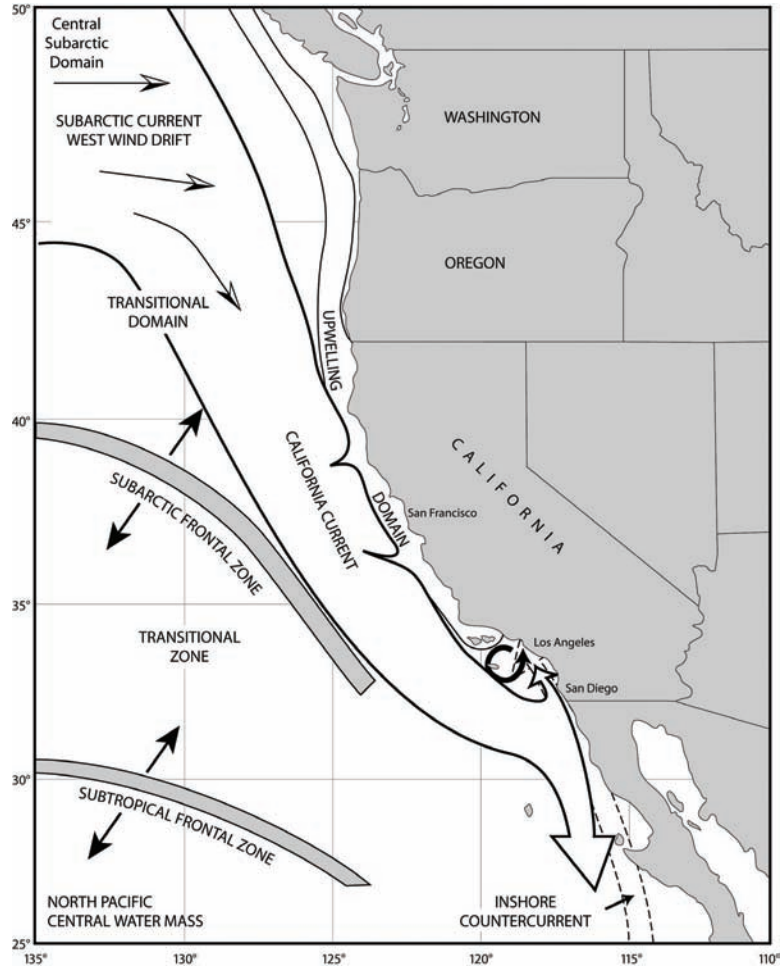 50°
Central
Subarctic
Domain
SUBARCTIC CURRENT
WEST WIND DRIFT
WASHINGTON
45°
OREGON
TRANSITIONAL
DOMAIN
UPWELLING
40°
CALIFORNIA CURRENT
DOMAIN
CALIFORNIA
SUBARCTIC FRONTAL ZONE
San Francisco
35°
TRANSITIONAL
ZONE
Los Angeles
San Diego
30°
SUBTROPICAL FRONTAL ZONE
NORTH PACIFIC
CENTRAL WATER MASS
INSHORE
COUNTERCURRENT
25°
135°
130°
125°
120°
115°
110°